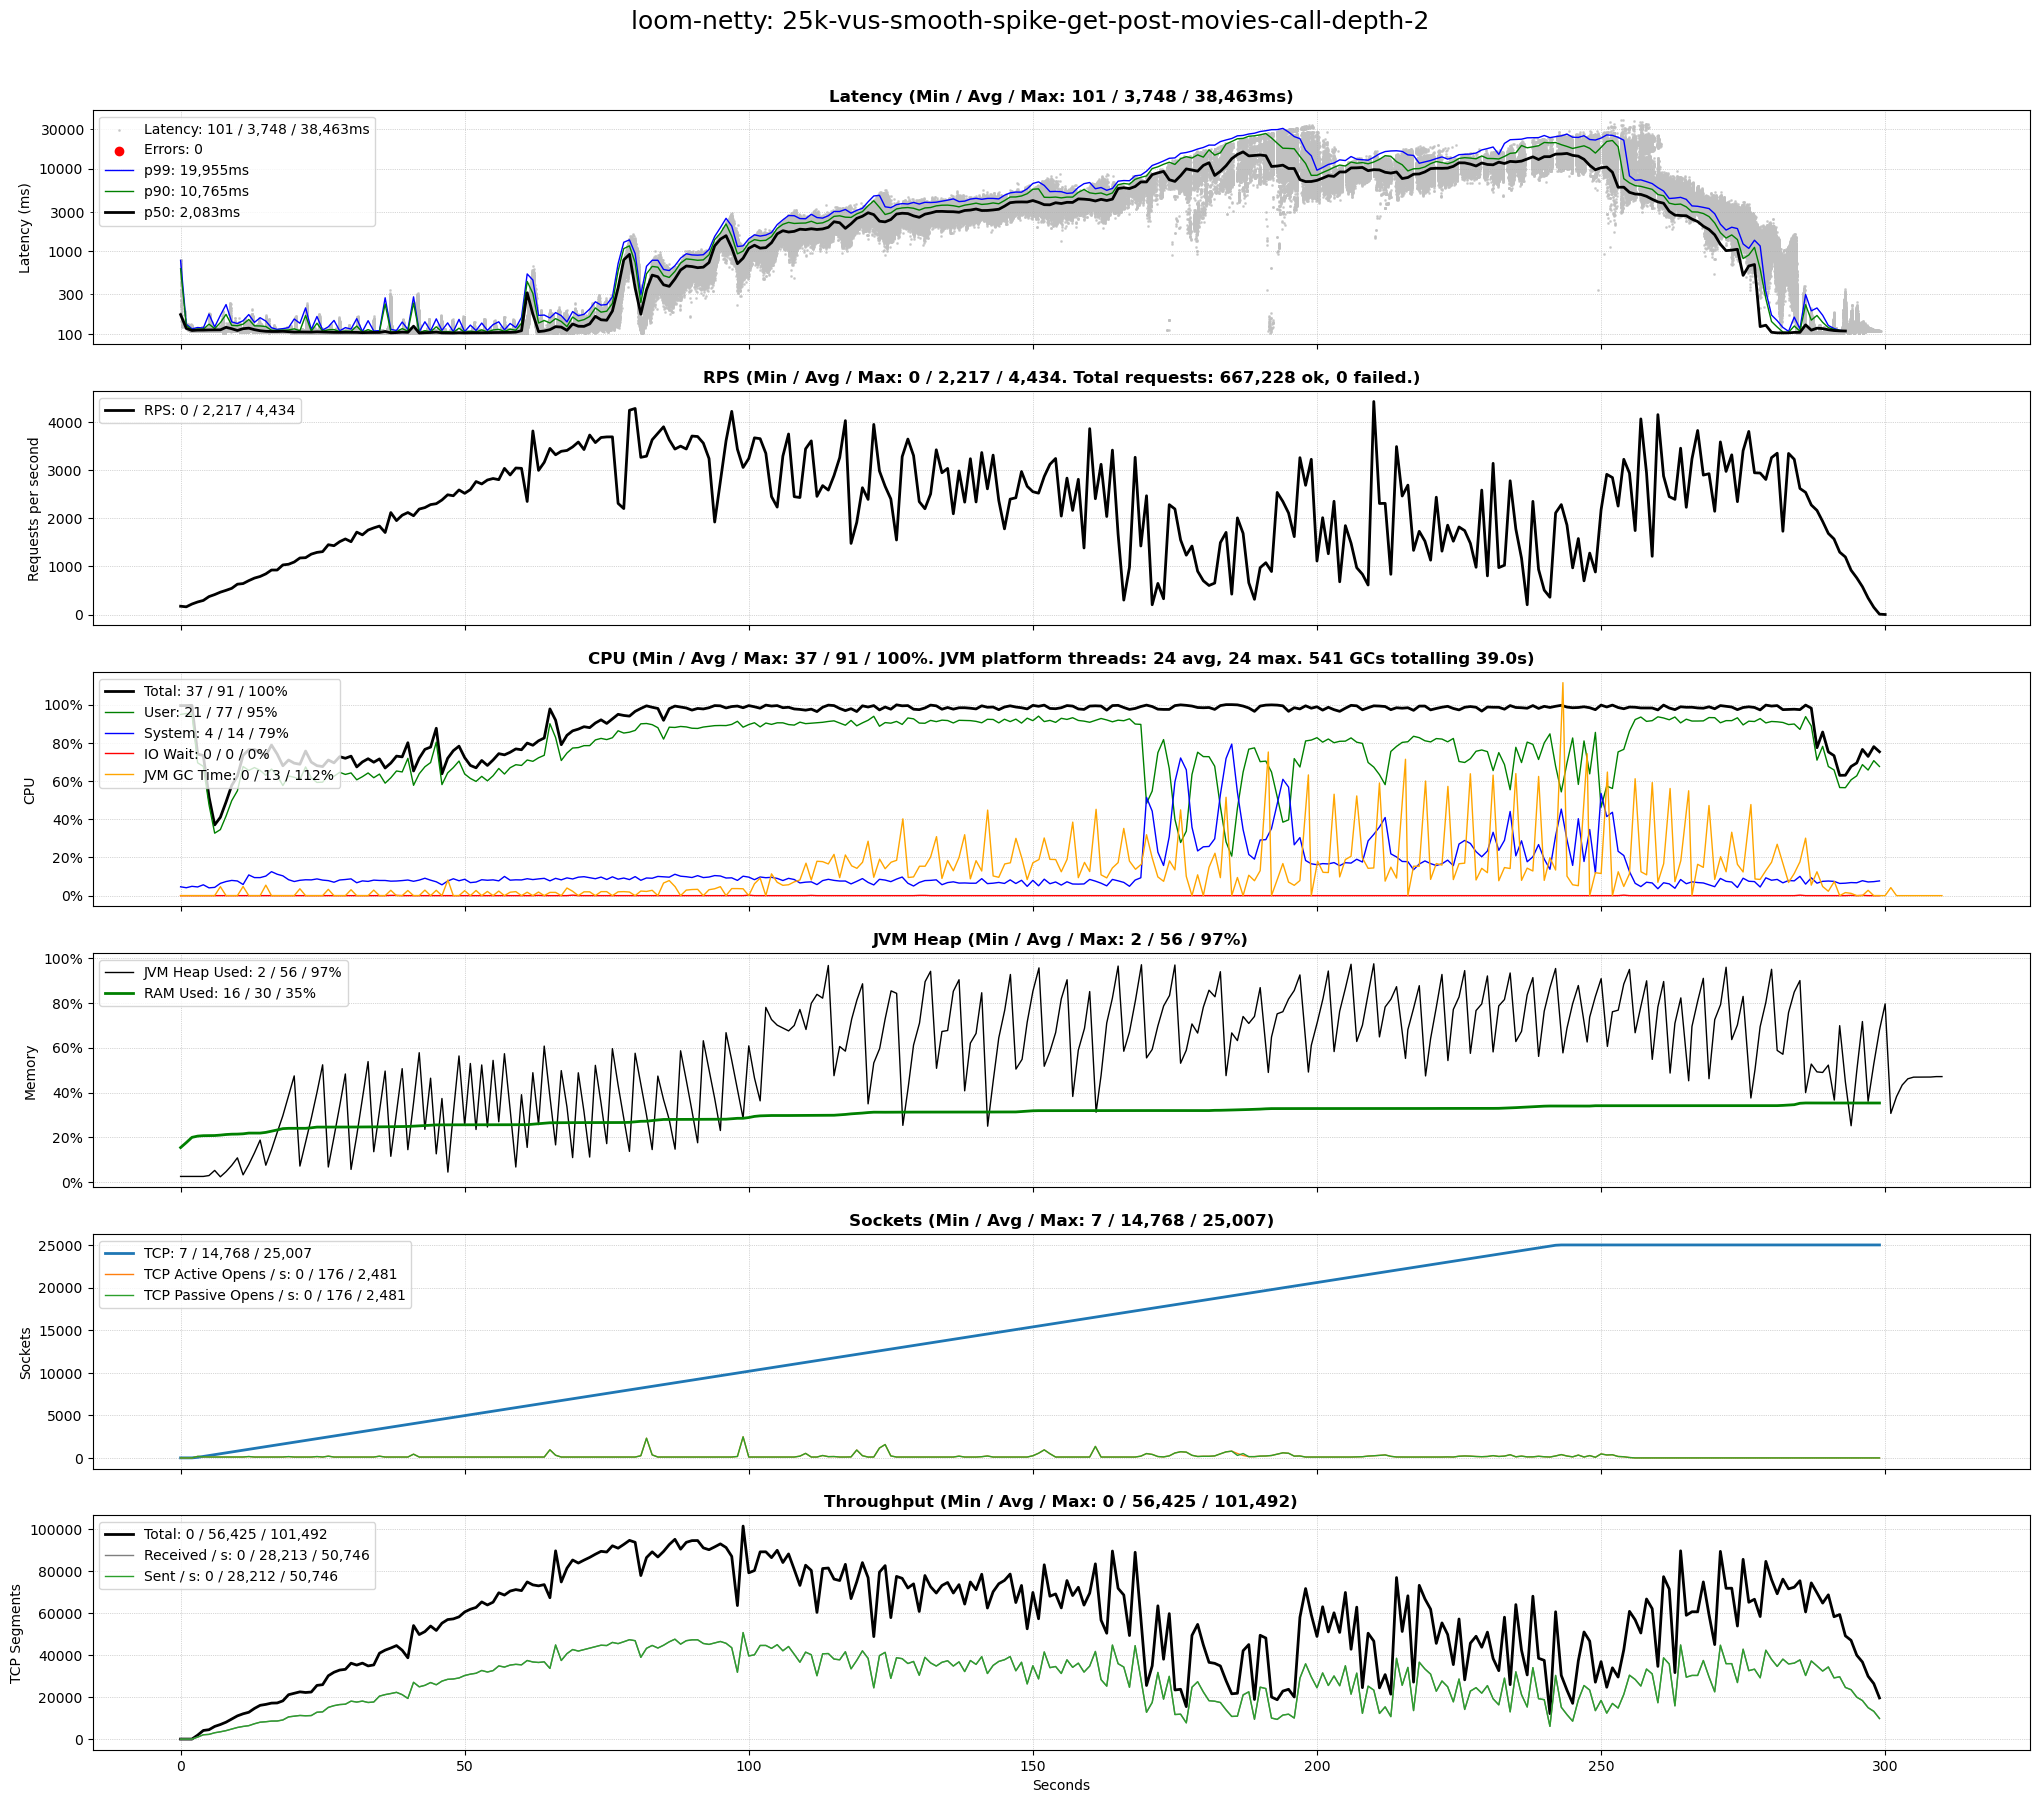 loom-netty: 25k-vus-smooth-spike-get-post-movies-call-depth-2
Latency (Min / Avg / Max: 101 / 3,748 / 38,463ms)
Latency (ms)
30000
10000
3000
1000
300
100
Latency: 101 / 3,748 / 38,463ms
Errors: 0
p99: 19,955ms
p90: 10,765ms
p50: 2,083ms
RPS (Min / Avg / Max: 0 / 2,217 / 4,434. Total requests: 667,228 ok, 0 failed.)
Requests per second
4000
3000
2000
1000
0
RPS: 0 / 2,217 / 4,434
CPU (Min / Avg / Max: 37 / 91 / 100%. JVM platform threads: 24 avg, 24 max. 541 GCs totalling 39.0s)
CPU
100%
80%
60%
40%
20%
0%
Total: 37 / 91 / 100%
User: 21 / 77 / 95%
System: 4 / 14 / 79%
IO Wait: 0 / 0 / 0%
JVM GC Time: 0 / 13 / 112%
JVM Heap (Min / Avg / Max: 2 / 56 / 97%)
Memory
100%
80%
60%
40%
20%
0%
JVM Heap Used: 2 / 56 / 97%
RAM Used: 16 / 30 / 35%
Sockets (Min / Avg / Max: 7 / 14,768 / 25,007)
Sockets
25000
20000
15000
10000
5000
0
TCP: 7 / 14,768 / 25,007
TCP Active Opens / s: 0 / 176 / 2,481
TCP Passive Opens / s: 0 / 176 / 2,481
Throughput (Min / Avg / Max: 0 / 56,425 / 101,492)
TCP Segments
100000
80000
60000
40000
20000
0
Total: 0 / 56,425 / 101,492
Received / s: 0 / 28,213 / 50,746
Sent / s: 0 / 28,212 / 50,746
0 50 100 150 200 250 300
Seconds